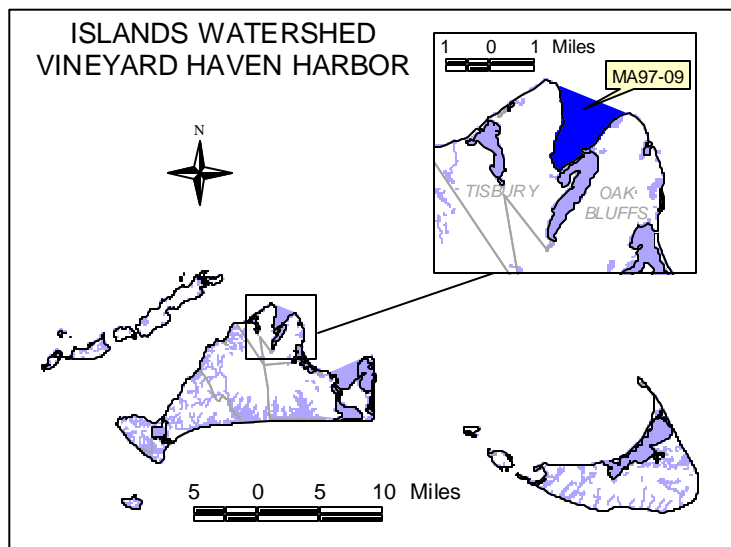 ISLANDS WATERSHED
VINEYARD HAVEN HARBOR
1 0 1 Miles
MA97-09
TISBURY
OAK
BLUFFS
N
5 0 5 10 Miles